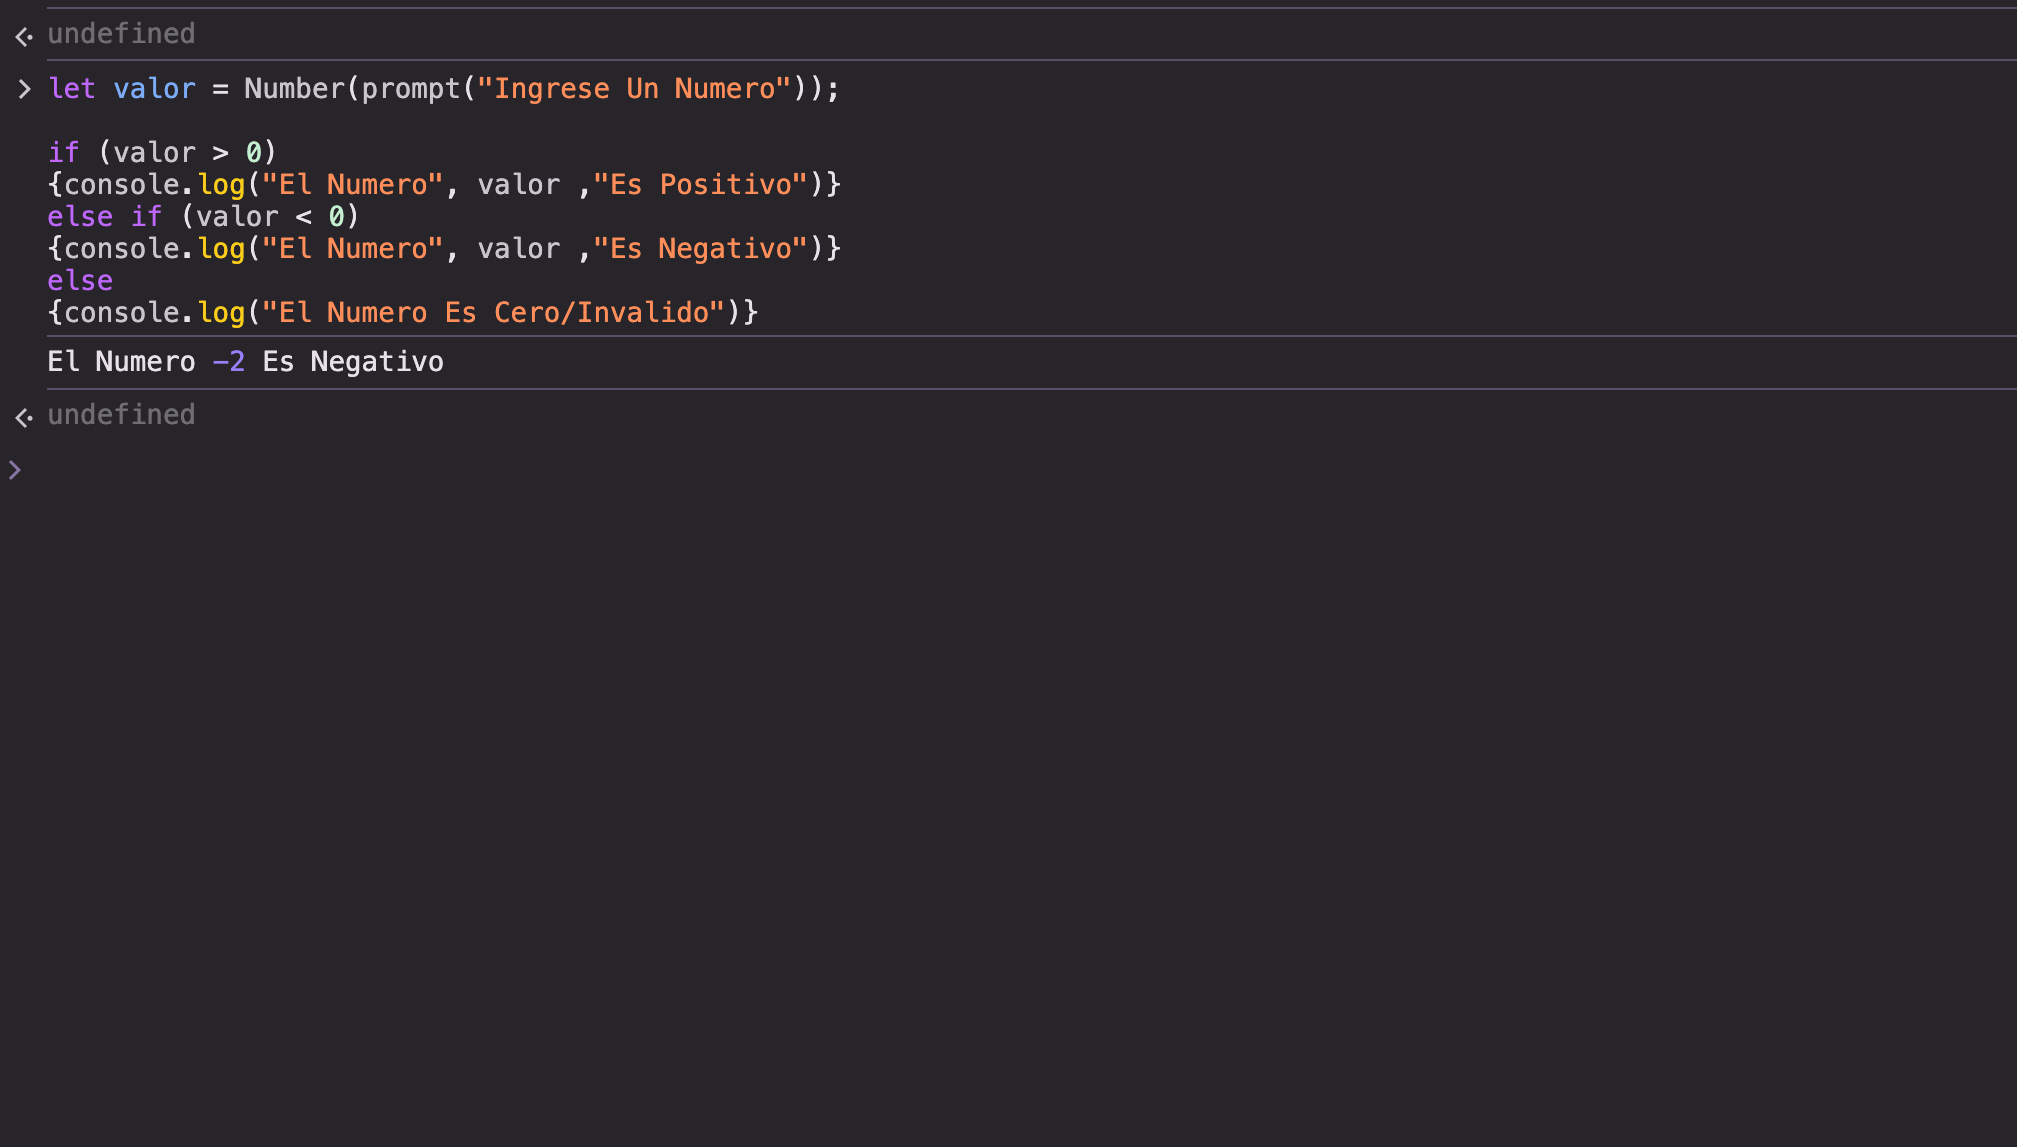 undefined
let valor = Number(prompt("Ingrese Un Numero"));
if (valor > 0)
{console.log("El Numero", valor ,"Es Positivo")}
else if (valor < 0)
{console.log("El Numero", valor ,"Es Negativo")}
else
{console.log("El Numero Es Cero/Invalido")}
El Numero -2 Es Negativo
undefined